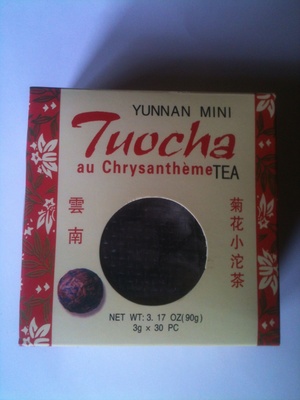 YUNNAN MINI
Tuocha
au Chrysanthème TEA
雲南
菊花小沱茶
NET WT: 3. 17 OZ(90g)
3g × 30 PC